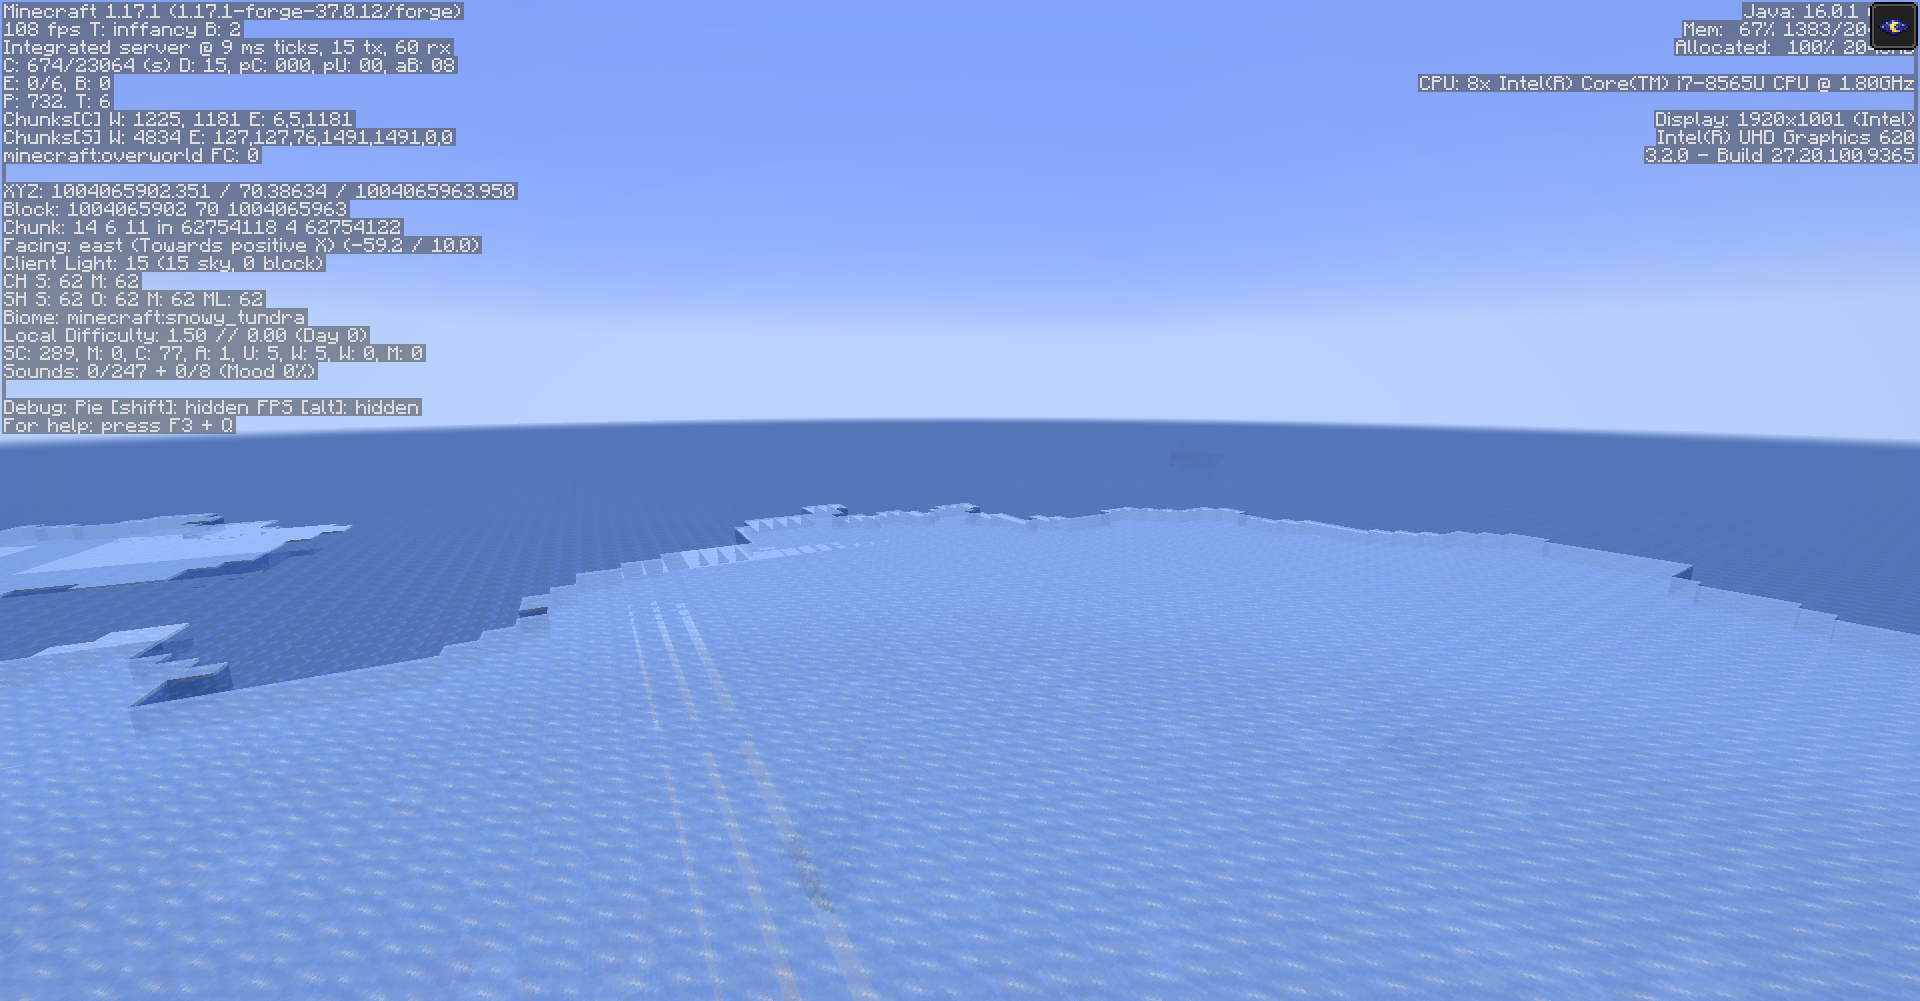 Minecraft 1.17.1 (1.17.1-forge-37.0.12/forge)
108 fps T: inffancy B: 2
Integrated server @ 9 ms ticks, 15 tx, 60 rx
C: 674/23064 (s) D: 15, pC: 000, pU: 00, aB: 08
E: 0/6, B: 0
P: 732. T: 6
Chunks[C] W: 1225, 1181 E: 6,5,1181
Chunks[S] W: 4834 E: 127,127,76,1491,1491,0,0
minecraft:overworld FC: 0
XYZ: 1004065902.351 / 70.38634 / 1004065963.950
Block: 1004065902 70 1004065963
Chunk: 14 6 11 in 62754118 4 62754122
Facing: east (Towards positive X) (-59.2 / 10.0)
Client Light: 15 (15 sky, 0 block)
CH S: 62 M: 62
SH S: 62 O: 62 M: 62 ML: 62
Biome: minecraft:snowy_tundra
Local Difficulty: 1.50 // 0.00 (Day 0)
SC: 289, M: 0, C: 77, A: 1, U: 5, W: 5, W: 0, M: 0
Sounds: 0/247 + 0/8 (Mood 0%)
Debug: Pie [shift]: hidden FPS [alt]: hidden
For help: press F3 + Q
Java: 16.0.1
Mem: 67% 1383/20
Allocated: 100% 20
CPU: 8x Intel(R) Core(TM) i7-8565U CPU @ 1.80GHz
Display: 1920x1001 (Intel)
Intel(R) UHD Graphics 620
3.2.0 - Build 27.20.100.9365